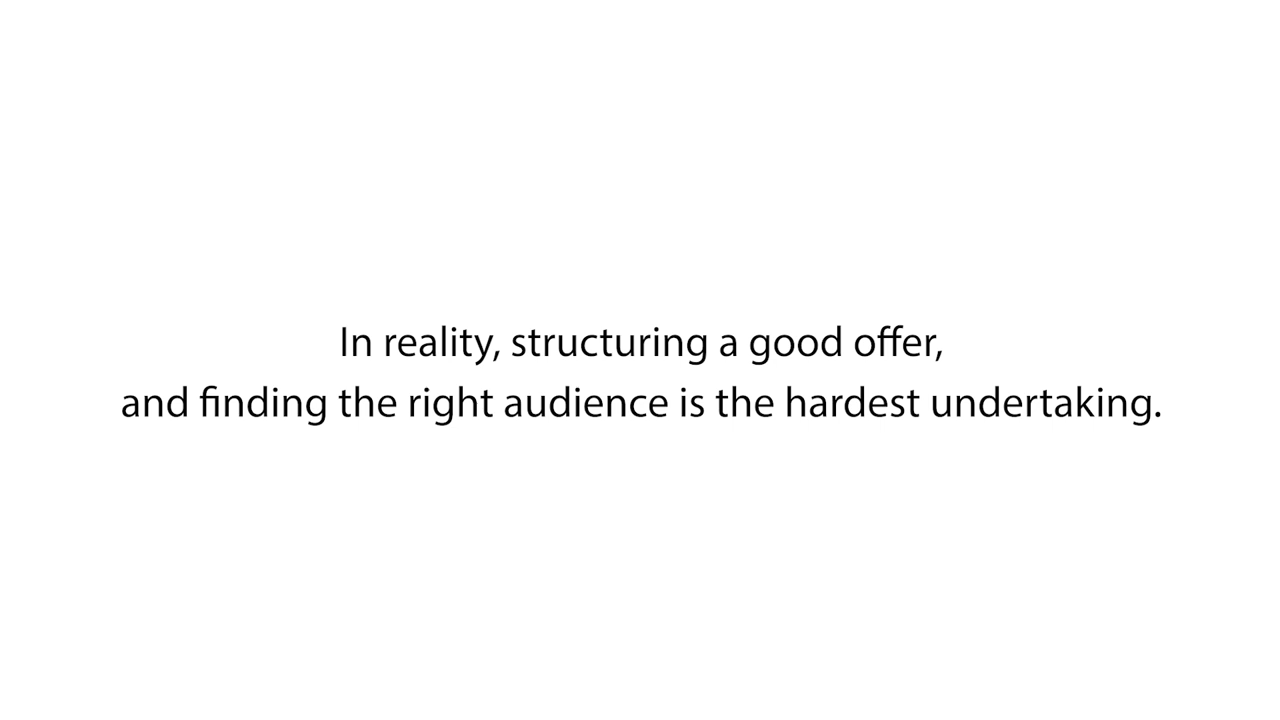 In reality, structuring a good offer,
and finding the right audience is the hardest undertaking.